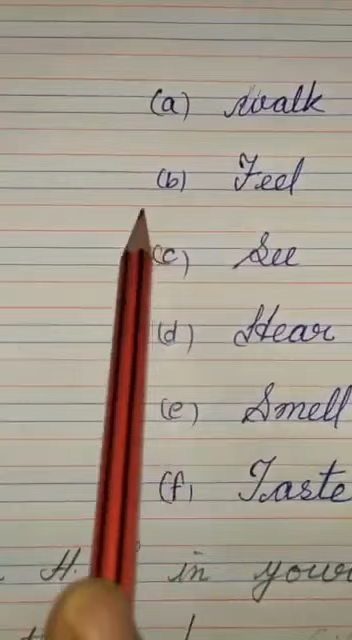 (a) Walk
(b) Feel
(c) See
(d) Hear
(e) Smell
(f) Taste
H. in your